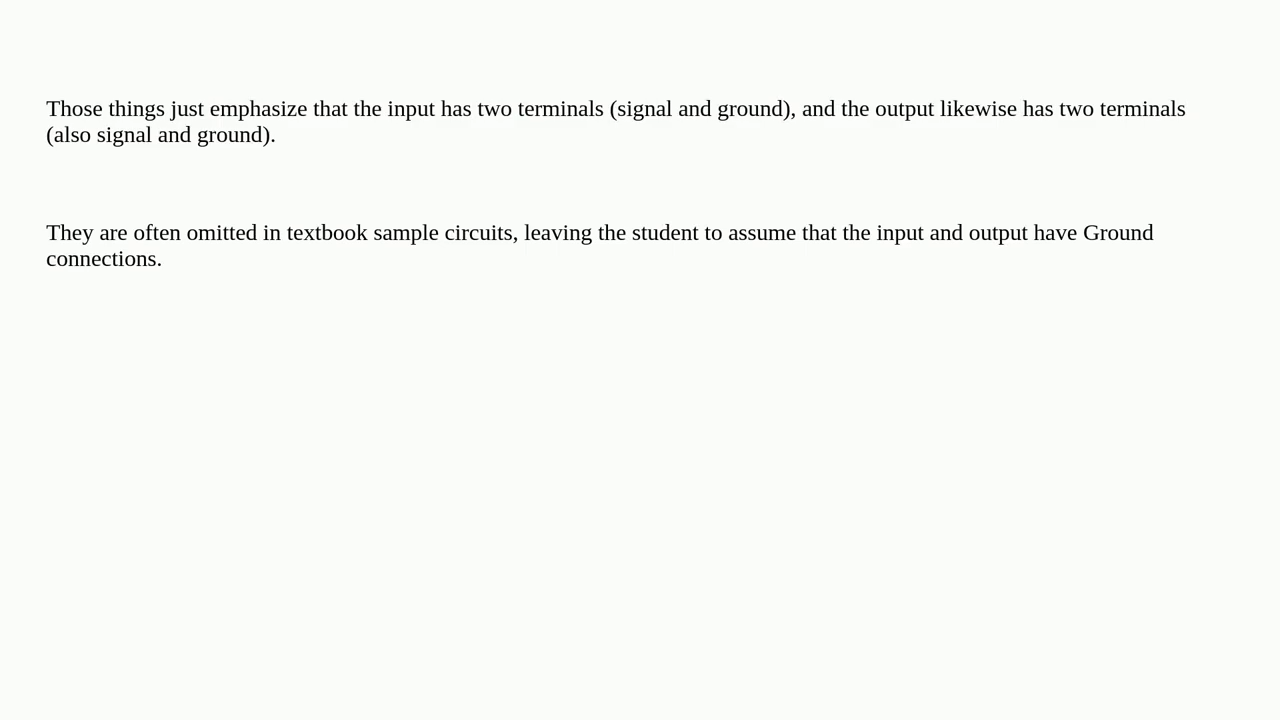 Those things just emphasize that the input has two terminals (signal and ground), and the output likewise has two terminals
(also signal and ground).
They are often omitted in textbook sample circuits, leaving the student to assume that the input and output have Ground
connections.